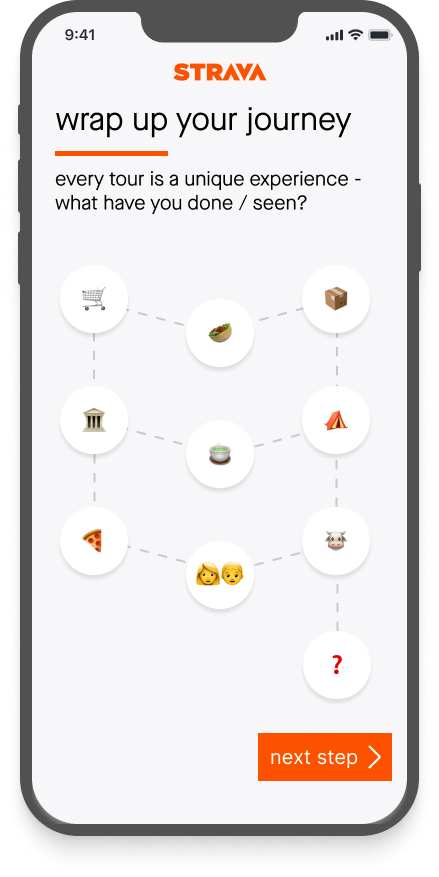 9:41
STRAVA
wrap up your journey
every tour is a unique experience -
what have you done / seen?
?
next step